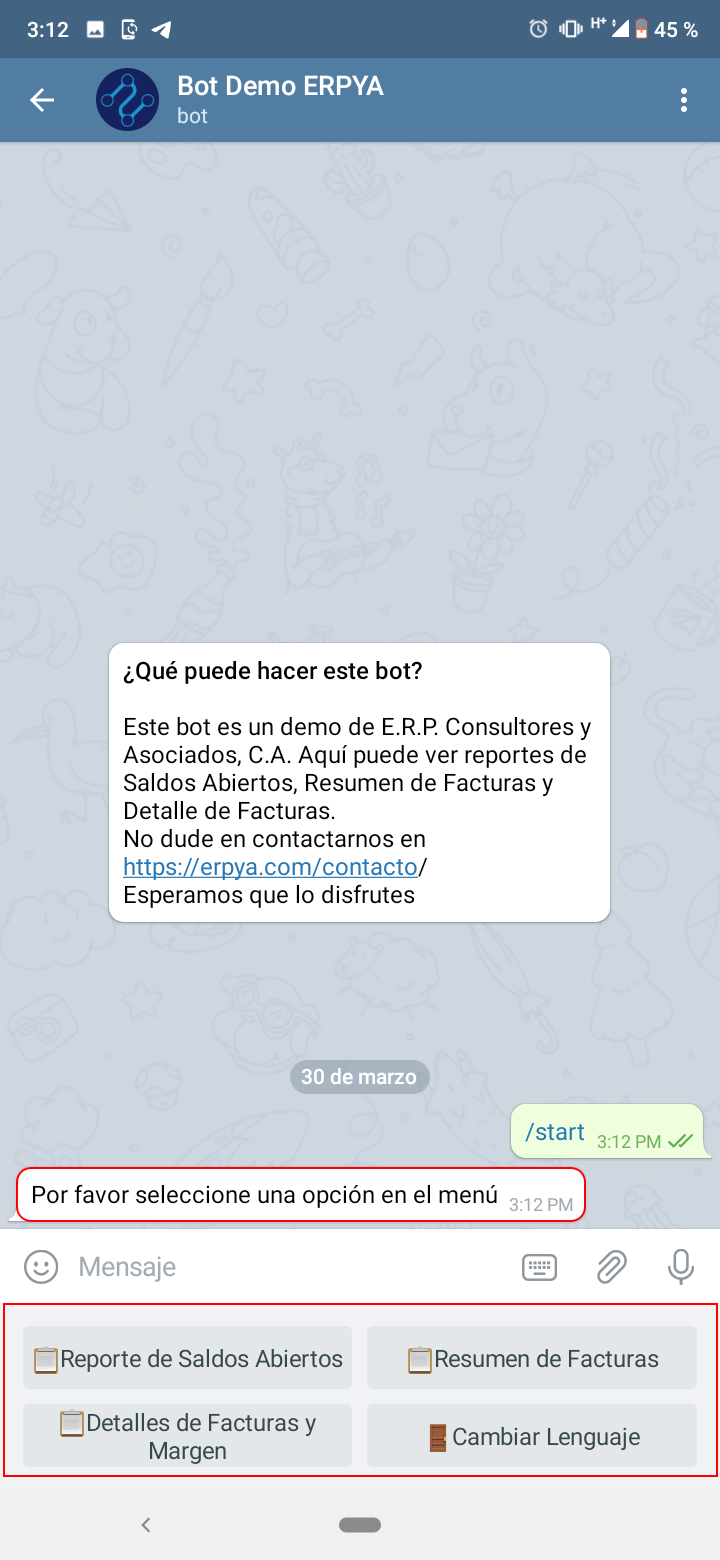 3:12
H+
45 %
Bot Demo ERPYA
bot
¿Qué puede hacer este bot?
Este bot es un demo de E.R.P. Consultores y
Asociados, C.A. Aquí puede ver reportes de
Saldos Abiertos, Resumen de Facturas y
Detalle de Facturas.
No dude en contactarnos en
https://erpya.com/contacto/
Esperamos que lo disfrutes
30 de marzo
/start 3:12 PM
Por favor seleccione una opción en el menú 3:12 PM
Mensaje
Reporte de Saldos Abiertos
Resumen de Facturas
Detalles de Facturas y
Margen
Cambiar Lenguaje